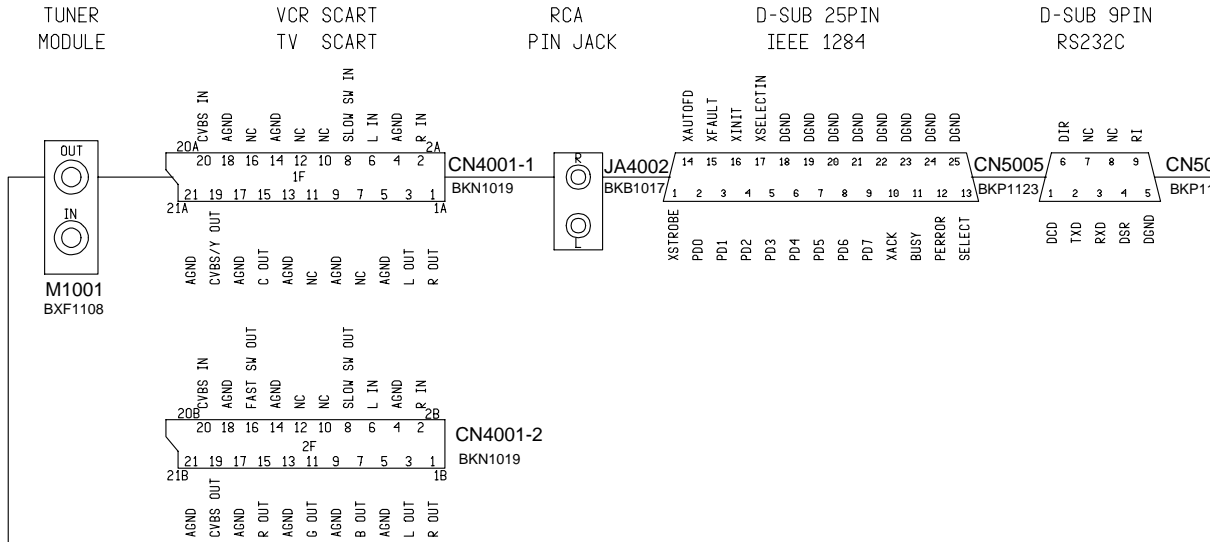 TUNER
MODULE
VCR SCART
TV SCART
RCA
PIN JACK
D-SUB 25PIN
IEEE 1284
D-SUB 9PIN
RS232C
OUT
IN
M1001
BXF1108
CVBS IN
AGND
NC
AGND
NC
NC
SLOW SW IN
L IN
AGND
R IN
20A
2A
20 18 16 14 12 10 8 6 4 2
1F
21 19 17 15 13 11 9 7 5 3 1
21A
1A
CN4001-1
BKN1019
AGND
CVBS/Y OUT
AGND
C OUT
AGND
NC
AGND
NC
AGND
L OUT
R OUT
R
L
JA4002
BKB1017
XAUTOFD
XFAULT
XINIT
XSELECTIN
DGND
DGND
DGND
DGND
DGND
DGND
DGND
DGND
14 15 16 17 18 19 20 21 22 23 24 25
1 2 3 4 5 6 7 8 9 10 11 12 13
XSTROBE
PD0
PD1
PD2
PD3
PD4
PD5
PD6
PD7
XACK
BUSY
PERROR
SELECT
CN5005
BKP1123
DIR
NC
NC
RI
6 7 8 9
1 2 3 4 5
DCD
TXD
RXD
DSR
DGND
CN50
BKP11
CVBS IN
AGND
FAST SW OUT
AGND
NC
NC
SLOW SW OUT
L IN
AGND
R IN
20B
2B
20 18 16 14 12 10 8 6 4 2
2F
21 19 17 15 13 11 9 7 5 3 1
21B
1B
CN4001-2
BKN1019
AGND
CVBS OUT
AGND
R OUT
AGND
G OUT
AGND
B OUT
AGND
L OUT
R OUT